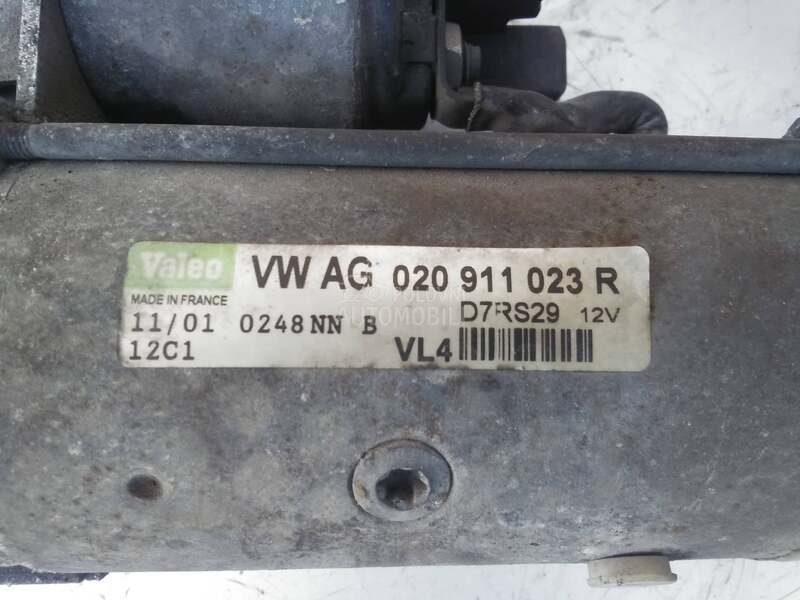 Valeo VW AG 020 911 023 R
MADE IN FRANCE D7RS29 12V
11/01 0248 NN B
12C1 VL4